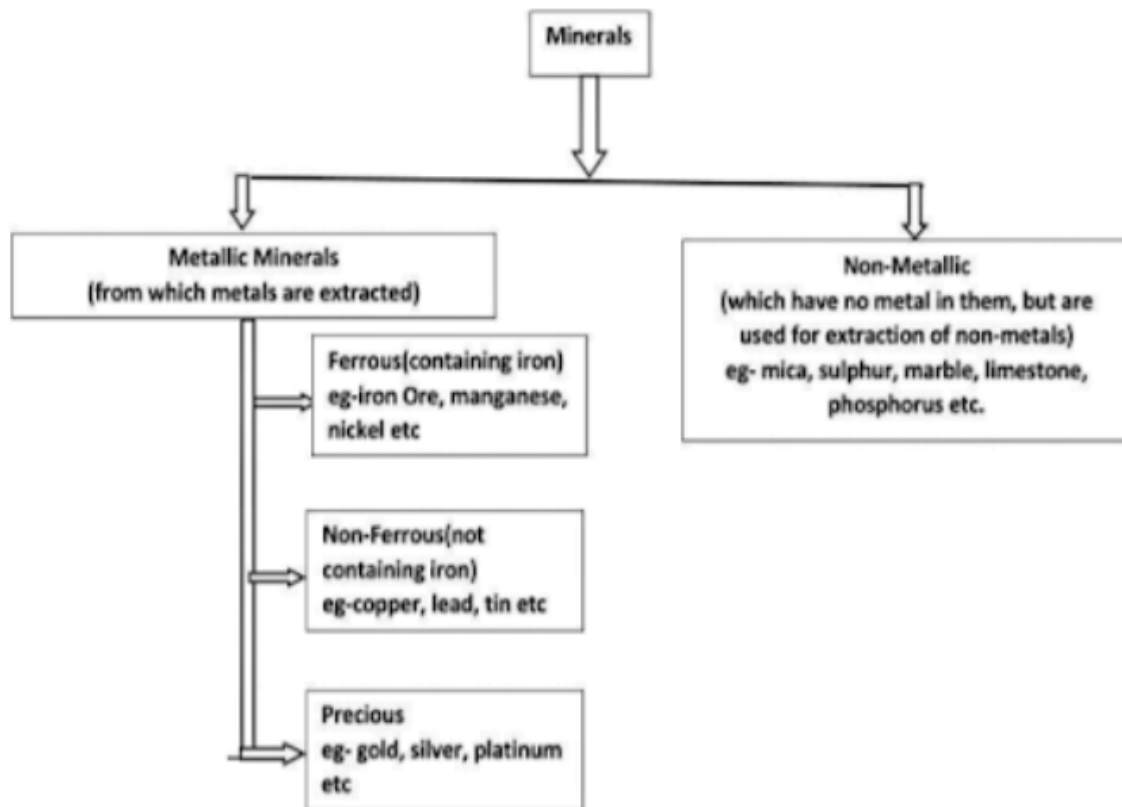 Minerals
Metallic Minerals
(from which metals are extracted)
Non-Metallic
(which have no metal in them, but are
used for extraction of non-metals)
eg- mica, sulphur, marble, limestone,
phosphorus etc.
Ferrous(containing iron)
eg-iron Ore, manganese,
nickel etc
Non-Ferrous(not
containing iron)
eg-copper, lead, tin etc
Precious
eg- gold, silver, platinum
etc